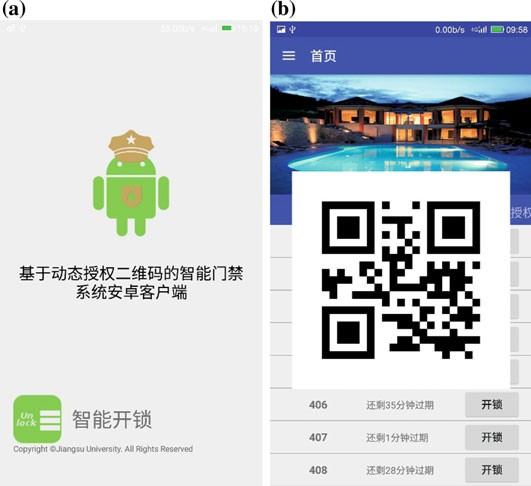 (a)
基于动态授权二维码的智能门禁
系统安卓客户端
Un
lock
智能开锁
Copyright ©Jiangsu University. All Rights Reserved
(b)
0.00b/s 4G 09:58
首页
授权
406 还剩35分钟过期 开锁
407 还剩1分钟过期 开锁
408 还剩28分钟过期 开锁